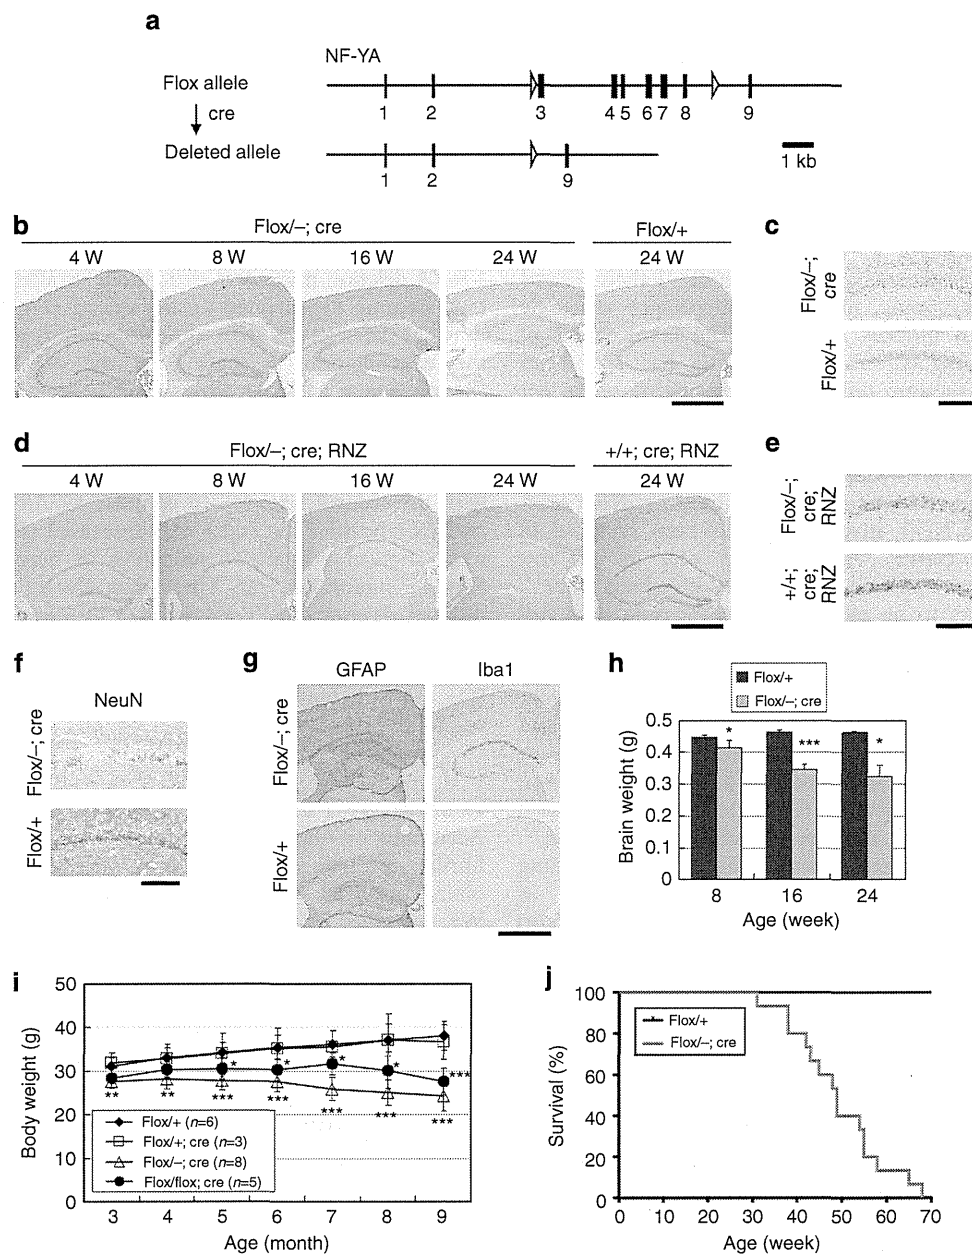 a
NF-YA
Flox allele
cre
1 2 3 4 5 6 7 8 9
Deleted allele
1 2 9
1 kb
b
Flox/–; cre
Flox/+
4 W 8 W 16 W 24 W 24 W
c
Flox/–;
cre
Flox/+
d
Flox/–; cre; RNZ
+/+; cre; RNZ
4 W 8 W 16 W 24 W 24 W
e
Flox/–;
cre;
RNZ
+/+;
cre;
RNZ
f
NeuN
Flox/–; cre
Flox/+
g
GFAP Iba1
Flox/–; cre
Flox/+
h
Flox/+
Flox/–; cre
Brain weight (g)
0.5
0.4
0.3
0.2
0.1
0
* *** *
8 16 24
Age (week)
i
Body weight (g)
50
40
30
20
10
0
* * * * ***
** ** *** *** *** *** ***
Flox/+ (n=6)
Flox/+; cre (n=3)
Flox/–; cre (n=8)
Flox/flox; cre (n=5)
3 4 5 6 7 8 9
Age (month)
j
Survival (%)
100
80
60
40
20
0
Flox/+
Flox/–; cre
0 10 20 30 40 50 60 70
Age (week)